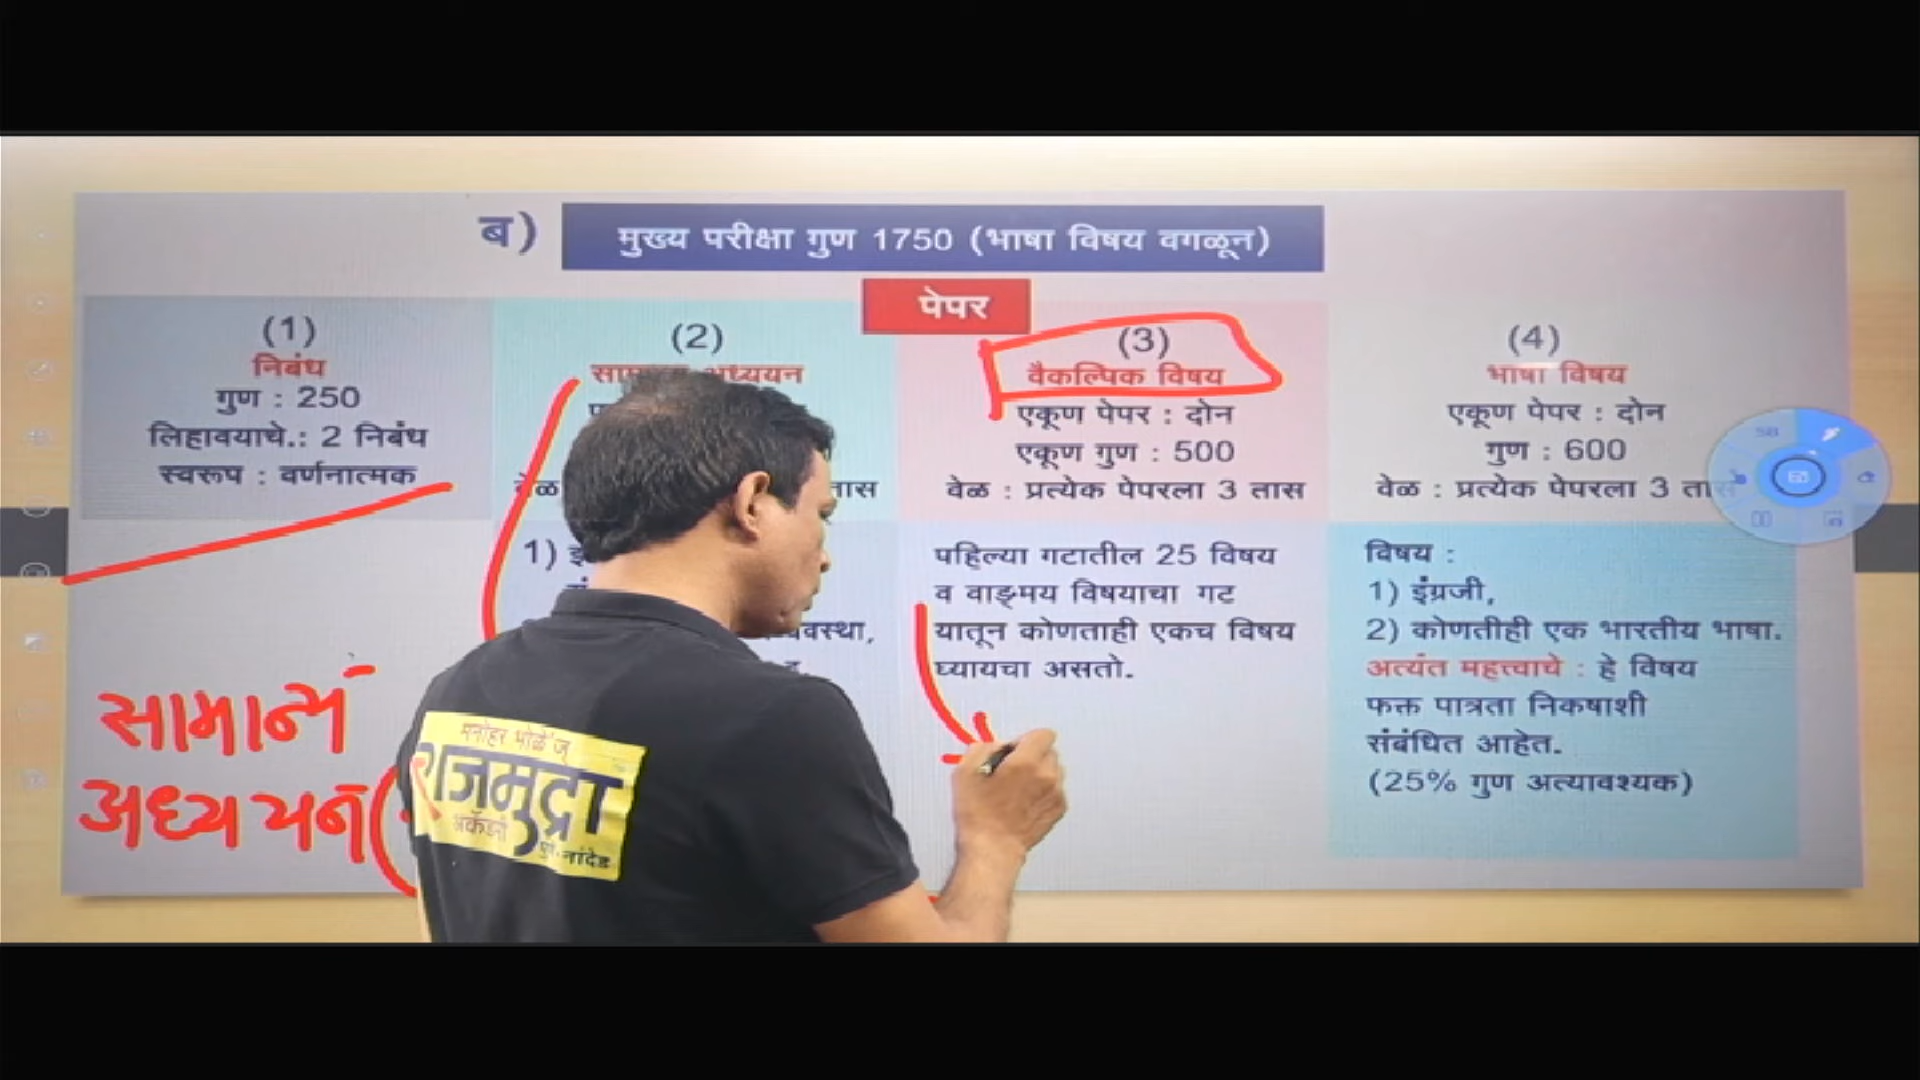 ब)
मुख्य परीक्षा गुण 1750 (भाषा विषय वगळून)
पेपर
(1)
निबंध
गुण : 250
लिहावयाचे.: 2 निबंध
स्वरूप : वर्णनात्मक
(2)
अध्ययन
वेळ तास
1)
(3)
वैकल्पिक विषय
एकूण पेपर : दोन
एकूण गुण : 500
वेळ : प्रत्येक पेपरला 3 तास
पहिल्या गटातील 25 विषय
व वाङ्मय विषयाचा गट
यातून कोणताही एकच विषय
घ्यायचा असतो.
(4)
भाषा विषय
एकूण पेपर : दोन
गुण : 600
वेळ : प्रत्येक पेपरला 3 तास
विषय :
1) इंग्रजी,
2) कोणतीही एक भारतीय भाषा.
अत्यंत महत्त्वाचे : हे विषय
फक्त पात्रता निकषाशी
संबंधित आहेत.
(25% गुण अत्यावश्यक)
सामान्य
अध्ययन (
मनोहर भोळे'ज्
राजमुद्रा
अकॅडमी
पुणे.नांदेड